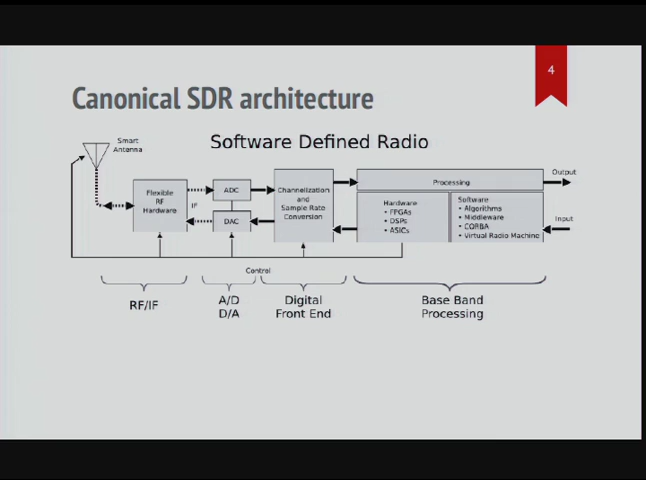 4
Canonical SDR architecture
Software Defined Radio
Smart
Antenna
Flexible
RF
Hardware
IF
ADC
DAC
Channelization
and
Sample Rate
Conversion
Processing
Hardware
• FPGAs
• DSPs
• ASICs
Software
• Algorithms
• Middleware
• CORBA
• Virtual Radio Machine
Output
Input
Control
RF/IF
A/D
D/A
Digital
Front End
Base Band
Processing